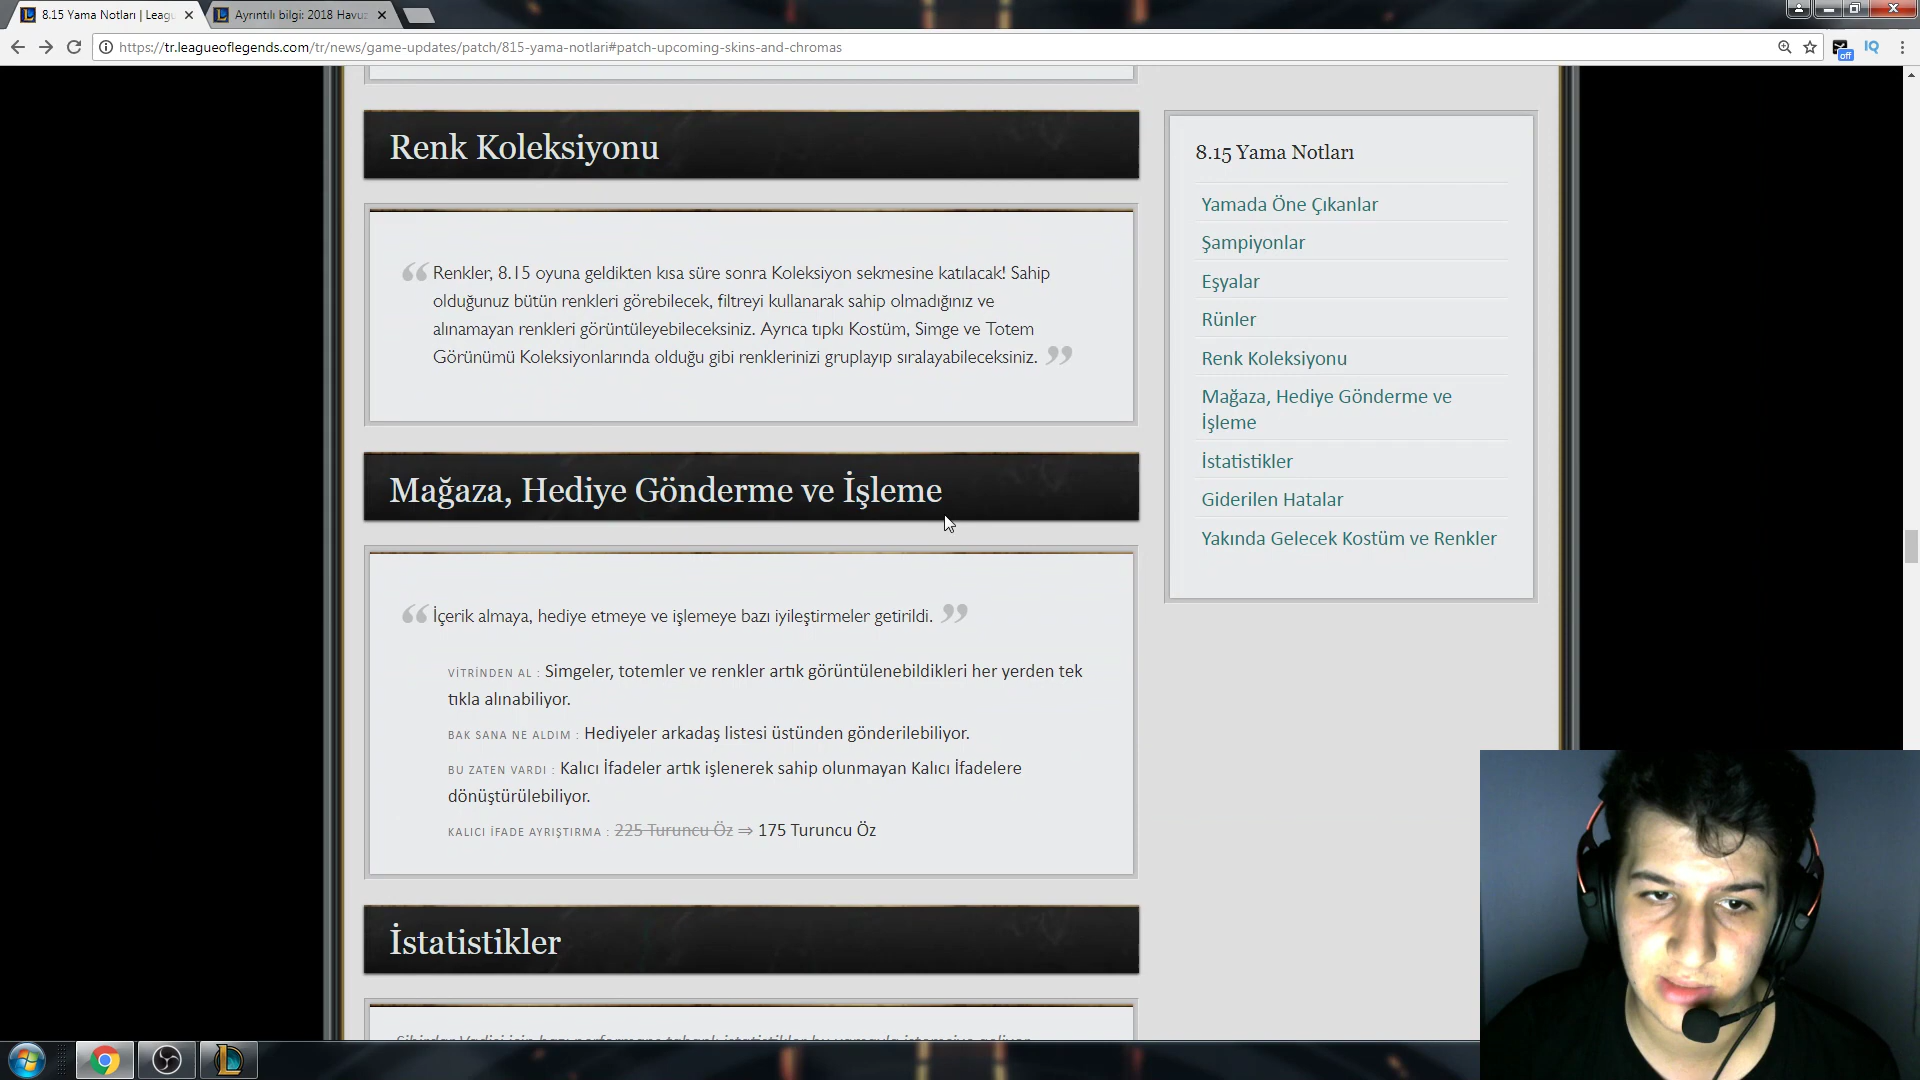 8.15 Yama Notları | Leag
Ayrıntılı bilgi: 2018 Havuz
https://tr.leagueoflegends.com/tr/news/game-updates/patch/815-yama-notlari#patch-upcoming-skins-and-chromas
off
IQ
Renk Koleksiyonu
“ Renkler, 8.15 oyuna geldikten kısa süre sonra Koleksiyon sekmesine katılacak! Sahip
olduğunuz bütün renkleri görebilecek, filtreyi kullanarak sahip olmadığınız ve
alınamayan renkleri görüntüleyebileceksiniz. Ayrıca tıpkı Kostüm, Simge ve Totem
Görünümü Koleksiyonlarında olduğu gibi renklerinizi gruplayıp sıralayabileceksiniz. ”
Mağaza, Hediye Gönderme ve İşleme
“ İçerik almaya, hediye etmeye ve işlemeye bazı iyileştirmeler getirildi. ”
VİTRİNDEN AL : Simgeler, totemler ve renkler artık görüntülenebildikleri her yerden tek
tıkla alınabiliyor.
BAK SANA NE ALDIM : Hediyeler arkadaş listesi üstünden gönderilebiliyor.
BU ZATEN VARDI : Kalıcı İfadeler artık işlenerek sahip olunmayan Kalıcı İfadelere
dönüştürülebiliyor.
KALICI İFADE AYRIŞTIRMA : 225 Turuncu Öz ⇒ 175 Turuncu Öz
İstatistikler
8.15 Yama Notları
Yamada Öne Çıkanlar
Şampiyonlar
Eşyalar
Rünler
Renk Koleksiyonu
Mağaza, Hediye Gönderme ve
İşleme
İstatistikler
Giderilen Hatalar
Yakında Gelecek Kostüm ve Renkler